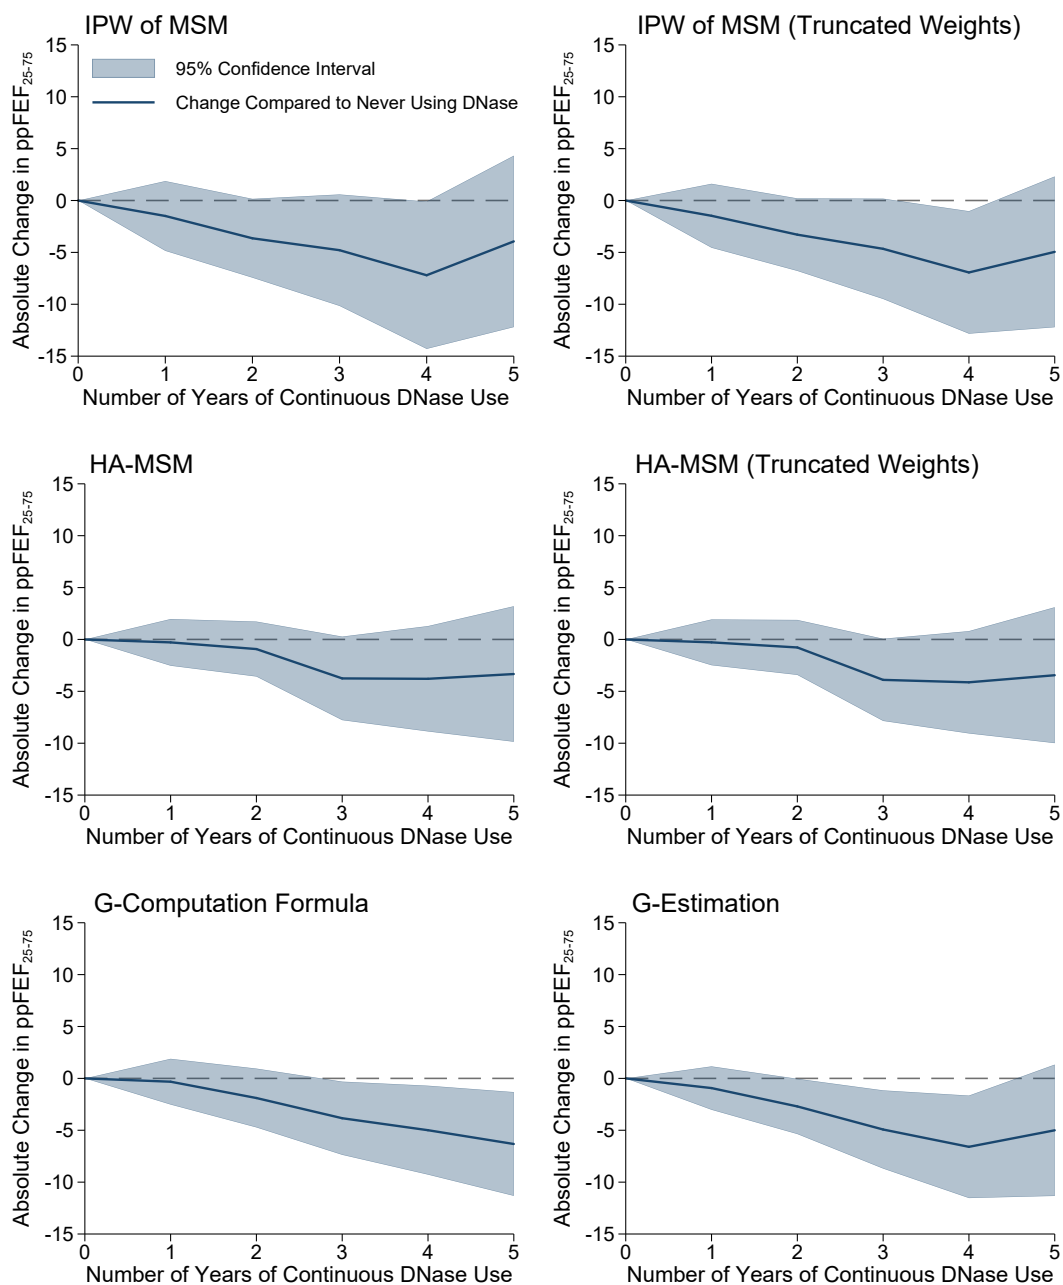 IPW of MSM
15
10
5
0
-5
-10
-15
Absolute Change in ppFEF25-75
95% Confidence Interval
Change Compared to Never Using DNase
0 1 2 3 4 5
Number of Years of Continuous DNase Use
IPW of MSM (Truncated Weights)
15
10
5
0
-5
-10
-15
Absolute Change in ppFEF25-75
0 1 2 3 4 5
Number of Years of Continuous DNase Use
HA-MSM
15
10
5
0
-5
-10
-15
Absolute Change in ppFEF25-75
0 1 2 3 4 5
Number of Years of Continuous DNase Use
HA-MSM (Truncated Weights)
15
10
5
0
-5
-10
-15
Absolute Change in ppFEF25-75
0 1 2 3 4 5
Number of Years of Continuous DNase Use
G-Computation Formula
15
10
5
0
-5
-10
-15
Absolute Change in ppFEF25-75
0 1 2 3 4 5
Number of Years of Continuous DNase Use
G-Estimation
15
10
5
0
-5
-10
-15
Absolute Change in ppFEF25-75
0 1 2 3 4 5
Number of Years of Continuous DNase Use